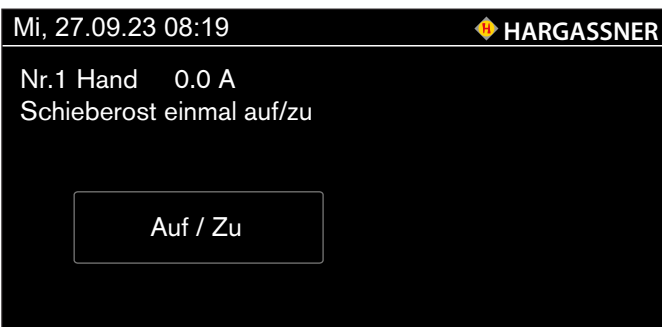 Mi, 27.09.23 08:19 H HARGASSNER
Nr.1 Hand 0.0 A
Schieberost einmal auf/zu
Auf / Zu